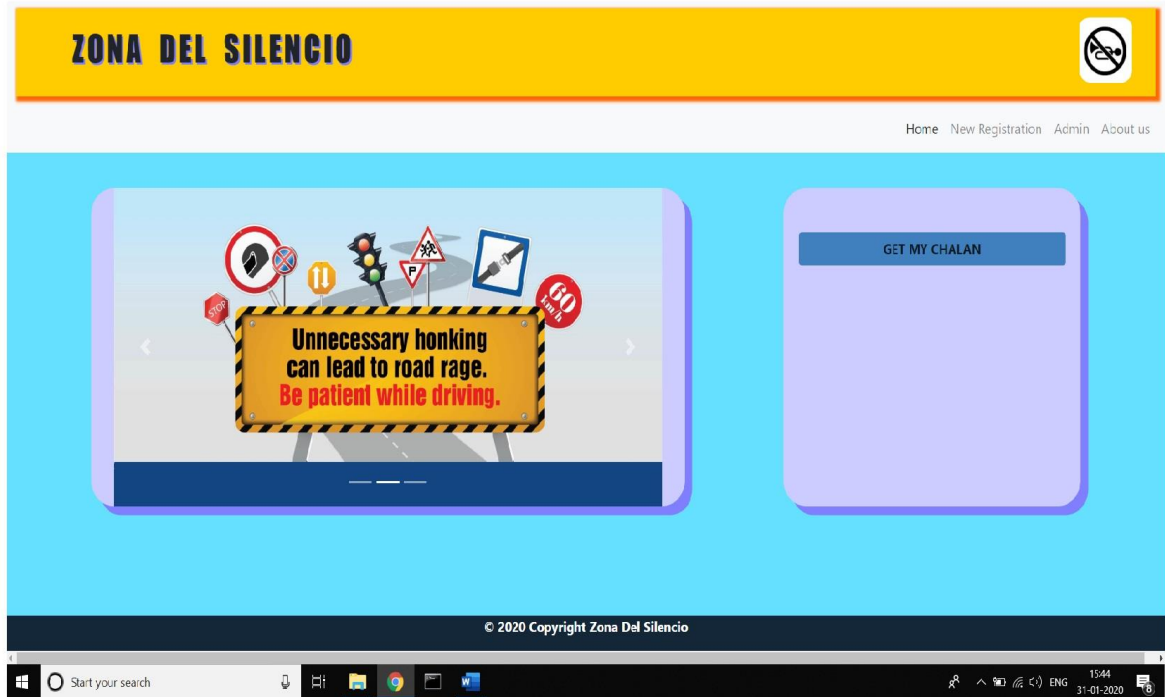 ZONA DEL SILENCIO
Home New Registration Admin About us
GET MY CHALAN
STOP
P
60
Km/h
Unnecessary honking
can lead to road rage.
Be patient while driving.
© 2020 Copyright Zona Del Silencio
Start your search
ENG
15:44
31-01-2020
8